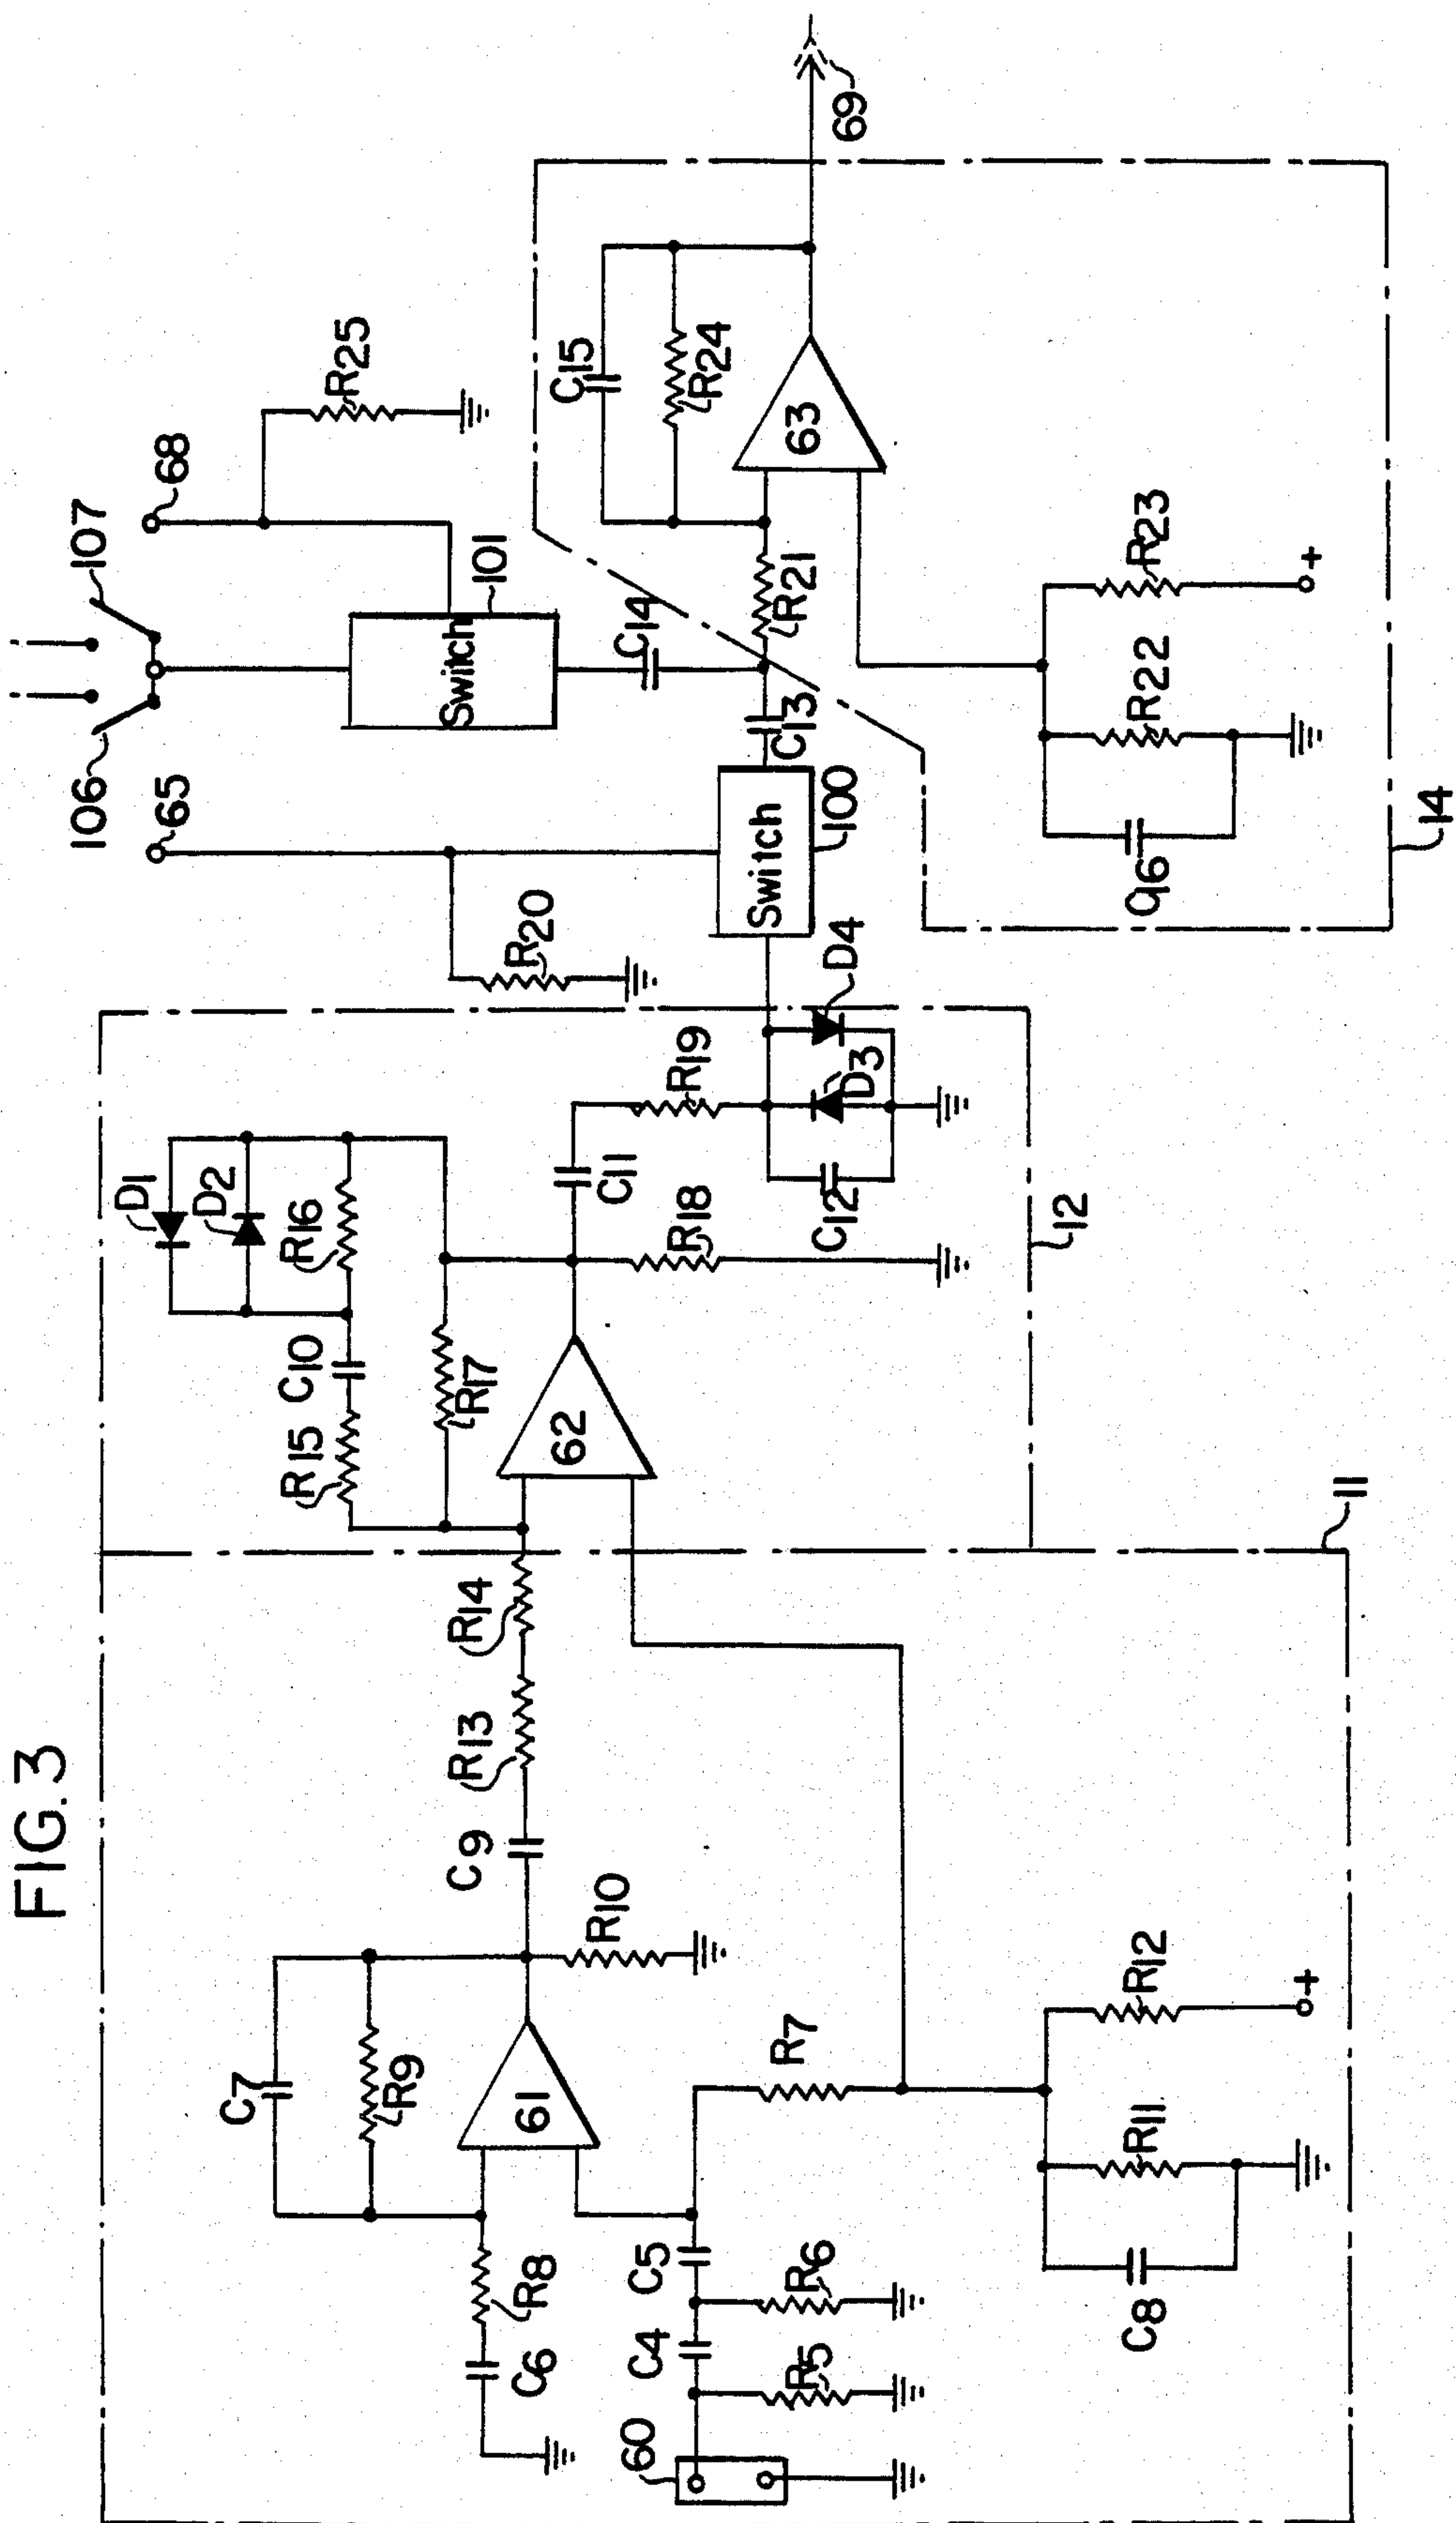 FIG. 3
C7
R9
61
C6
R8
60
C4
C5
R5
R6
R7
C8
R11
R12
+
R10
C9
R13
R14
11
R15
C10
D1
D2
R16
R17
62
C11
R18
R19
C12
D3
D4
12
R20
65
106
107
68
R25
Switch
101
Switch
100
C13
C14
R21
C15
R24
63
69
C16
R22
R23
+
14